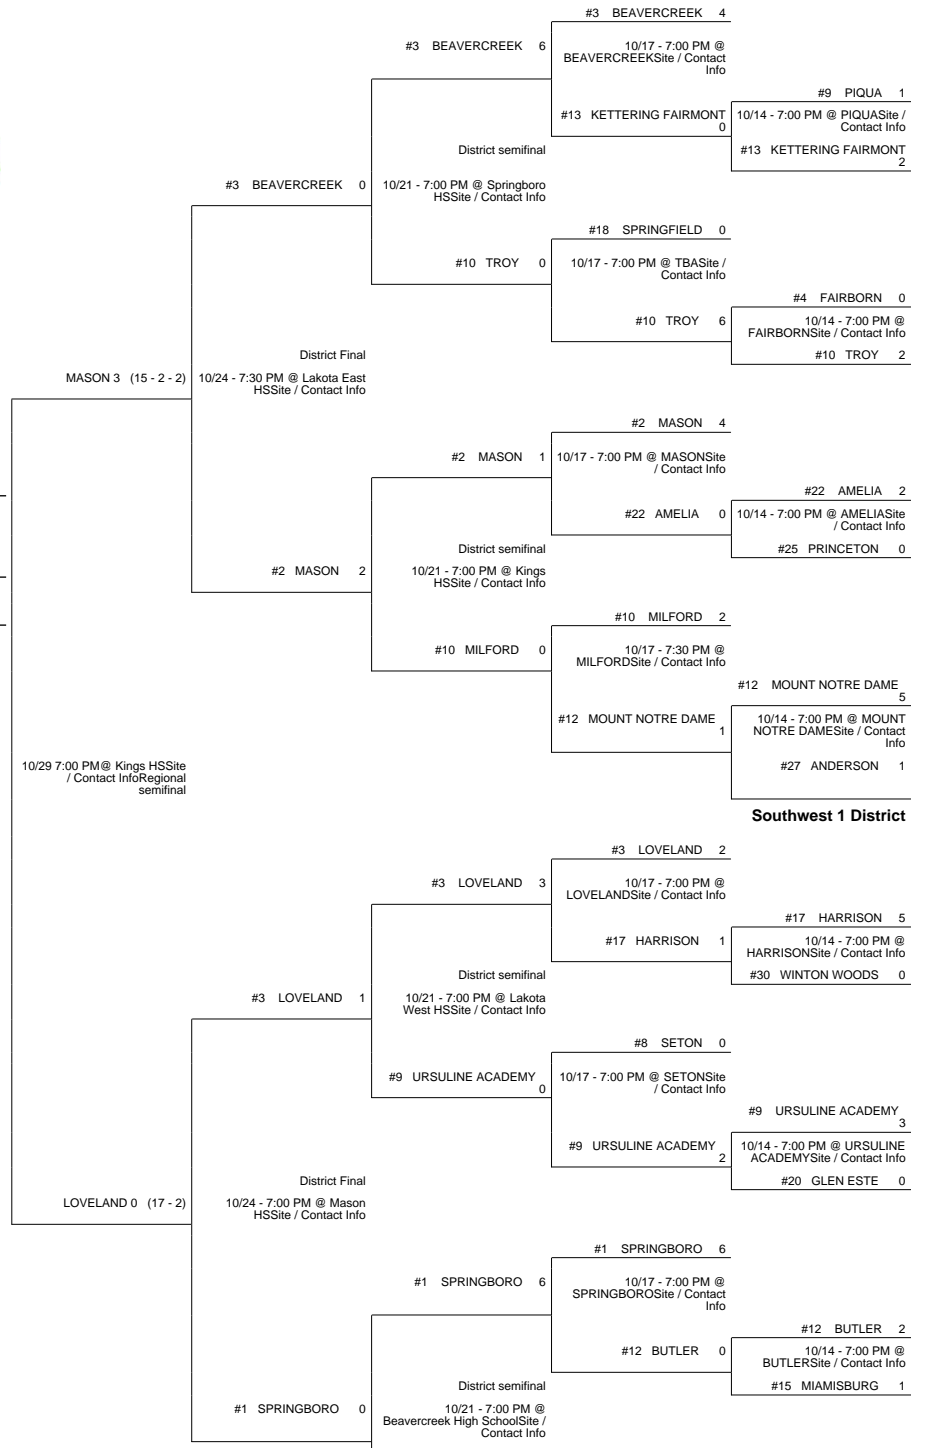 #3 BEAVERCREEK 4
#3 BEAVERCREEK 6
10/17 - 7:00 PM @
BEAVERCREEKSite / Contact
Info
#9 PIQUA 1
#13 KETTERING FAIRMONT
0
10/14 - 7:00 PM @ PIQUASite /
Contact Info
District semifinal
#13 KETTERING FAIRMONT
2
#3 BEAVERCREEK 0
10/21 - 7:00 PM @ Springboro
HSSite / Contact Info
#18 SPRINGFIELD 0
#10 TROY 0
10/17 - 7:00 PM @ TBASite /
Contact Info
#4 FAIRBORN 0
#10 TROY 6
10/14 - 7:00 PM @
FAIRBORNSite / Contact Info
District Final
#10 TROY 2
MASON 3 (15 - 2 - 2)
10/24 - 7:30 PM @ Lakota East
HSSite / Contact Info
#2 MASON 4
#2 MASON 1
10/17 - 7:00 PM @ MASONSite
/ Contact Info
#22 AMELIA 2
#22 AMELIA 0
10/14 - 7:00 PM @ AMELIASite
/ Contact Info
District semifinal
#25 PRINCETON 0
#2 MASON 2
10/21 - 7:00 PM @ Kings
HSSite / Contact Info
#10 MILFORD 2
#10 MILFORD 0
10/17 - 7:30 PM @
MILFORDSite / Contact Info
#12 MOUNT NOTRE DAME
5
#12 MOUNT NOTRE DAME
1
10/14 - 7:00 PM @ MOUNT
NOTRE DAMESite / Contact
Info
10/29 7:00 PM@ Kings HSSite
/ Contact InfoRegional
semifinal
#27 ANDERSON 1
Southwest 1 District
#3 LOVELAND 2
#3 LOVELAND 3
10/17 - 7:00 PM @
LOVELANDSite / Contact Info
#17 HARRISON 5
#17 HARRISON 1
10/14 - 7:00 PM @
HARRISONSite / Contact Info
District semifinal
#30 WINTON WOODS 0
#3 LOVELAND 1
10/21 - 7:00 PM @ Lakota
West HSSite / Contact Info
#8 SETON 0
#9 URSULINE ACADEMY
0
10/17 - 7:00 PM @ SETONSite
/ Contact Info
#9 URSULINE ACADEMY
3
#9 URSULINE ACADEMY
2
10/14 - 7:00 PM @ URSULINE
ACADEMYSite / Contact Info
District Final
#20 GLEN ESTE 0
LOVELAND 0 (17 - 2)
10/24 - 7:00 PM @ Mason
HSSite / Contact Info
#1 SPRINGBORO 6
#1 SPRINGBORO 6
10/17 - 7:00 PM @
SPRINGBOROSite / Contact
Info
#12 BUTLER 2
#12 BUTLER 0
10/14 - 7:00 PM @
BUTLERSite / Contact Info
District semifinal
#15 MIAMISBURG 1
#1 SPRINGBORO 0
10/21 - 7:00 PM @
Beavercreek High SchoolSite /
Contact Info